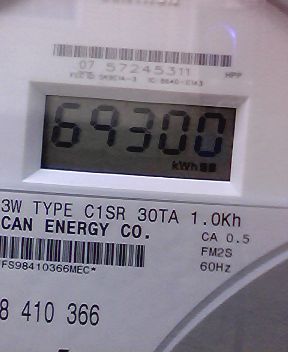 07 57245311 HPP
69300
kWh
3W TYPE C1SR 30TA 1.0Kh
CAN ENERGY CO.
CA 0.5
FM2S
60Hz
FS98410366MEC*
8 410 366